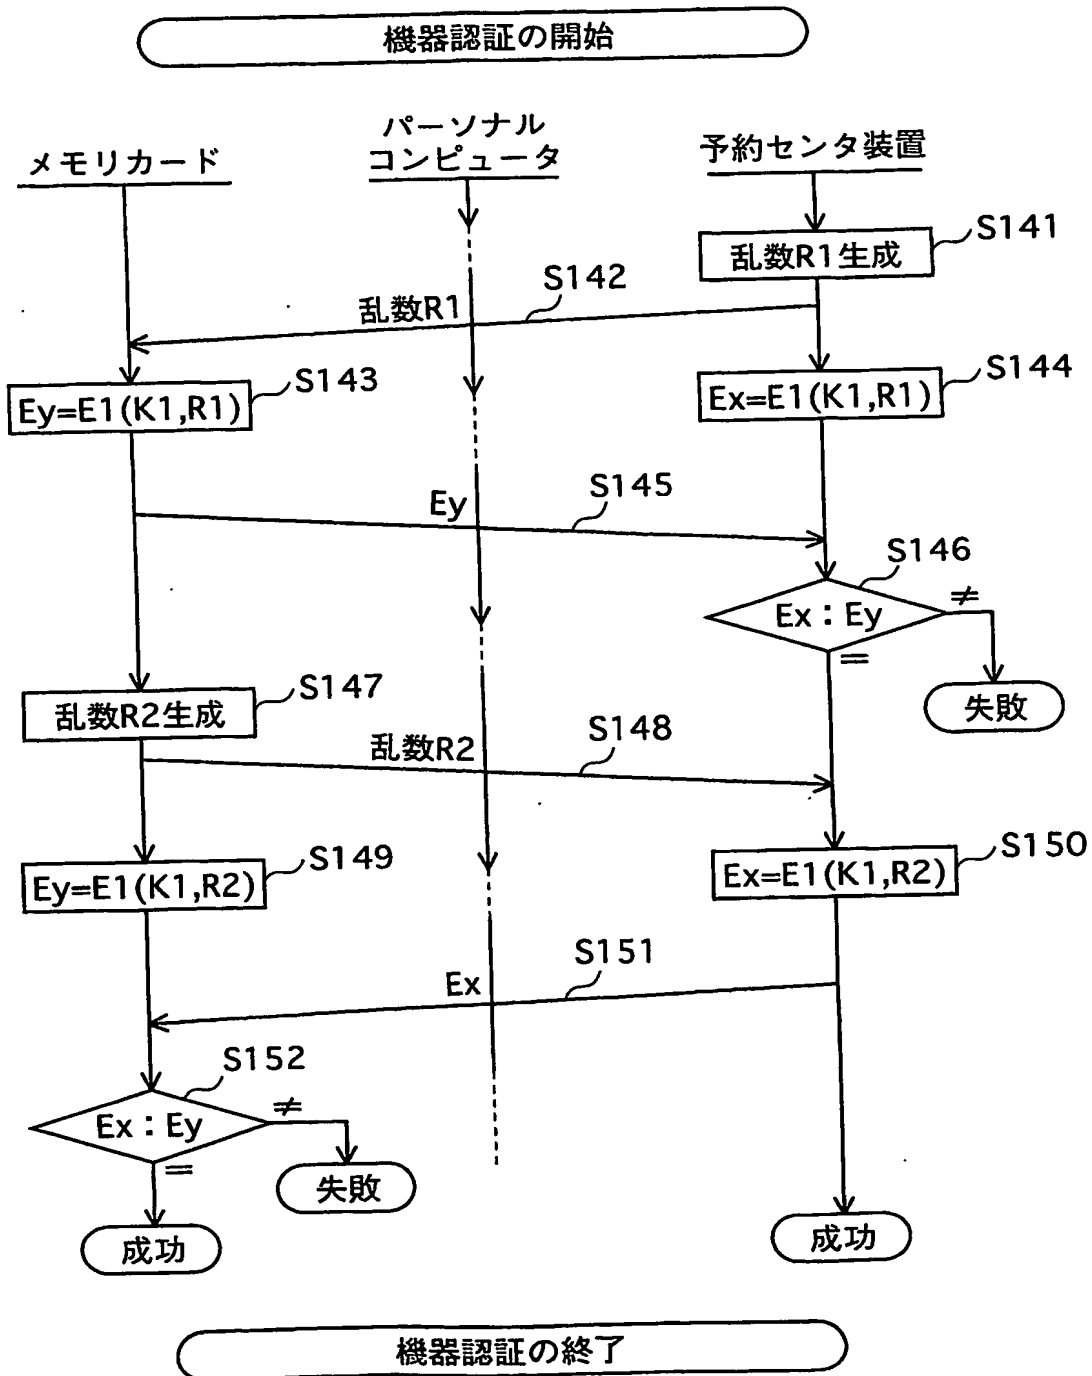 機器認証の開始
メモリカード
パーソナル
コンピュータ
予約センタ装置
S141
乱数R1生成
S142
乱数R1
S143
Ey=E1(K1,R1)
S144
Ex=E1(K1,R1)
S145
Ey
S146
Ex:Ey
≠
=
失敗
S147
乱数R2生成
S148
乱数R2
S149
Ey=E1(K1,R2)
S150
Ex=E1(K1,R2)
S151
Ex
S152
Ex:Ey
≠
=
失敗
成功
成功
機器認証の終了